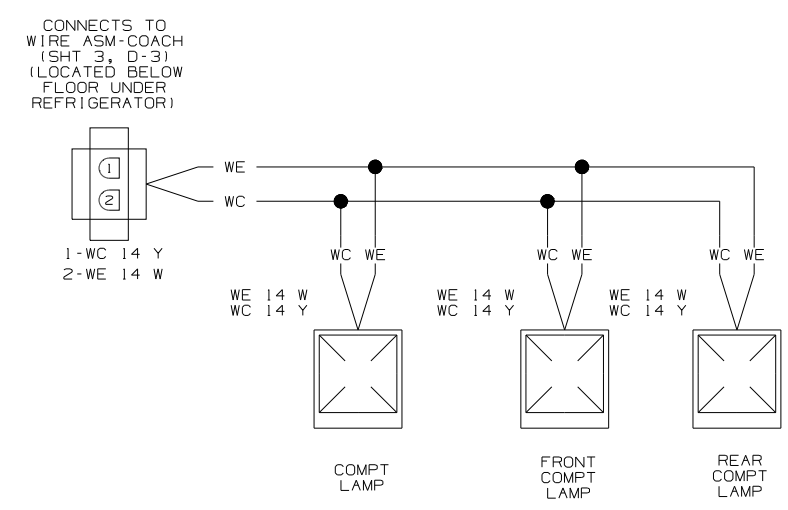 CONNECTS TO
WIRE ASM-COACH
(SHT 3, D-3)
(LOCATED BELOW
FLOOR UNDER
REFRIGERATOR)
1
2
WE
WC
1-WC 14 Y
2-WE 14 W
WC WE
WC WE
WC WE
WE 14 W
WC 14 Y
WE 14 W
WC 14 Y
WE 14 W
WC 14 Y
COMPT
LAMP
FRONT
COMPT
LAMP
REAR
COMPT
LAMP